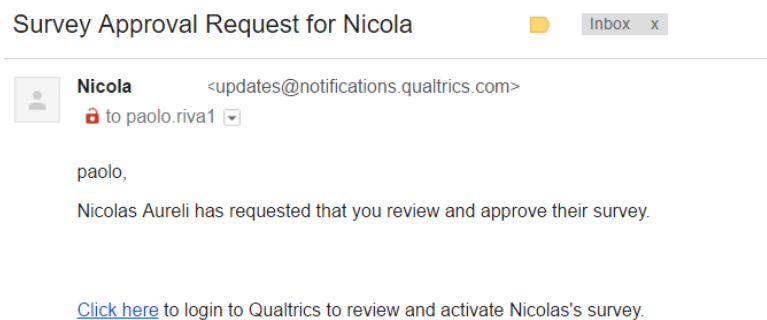 Survey Approval Request for Nicola
Inbox x
Nicola <updates@notifications.qualtrics.com>
to paolo.riva1
paolo,
Nicolas Aureli has requested that you review and approve their survey.
Click here to login to Qualtrics to review and activate Nicolas's survey.